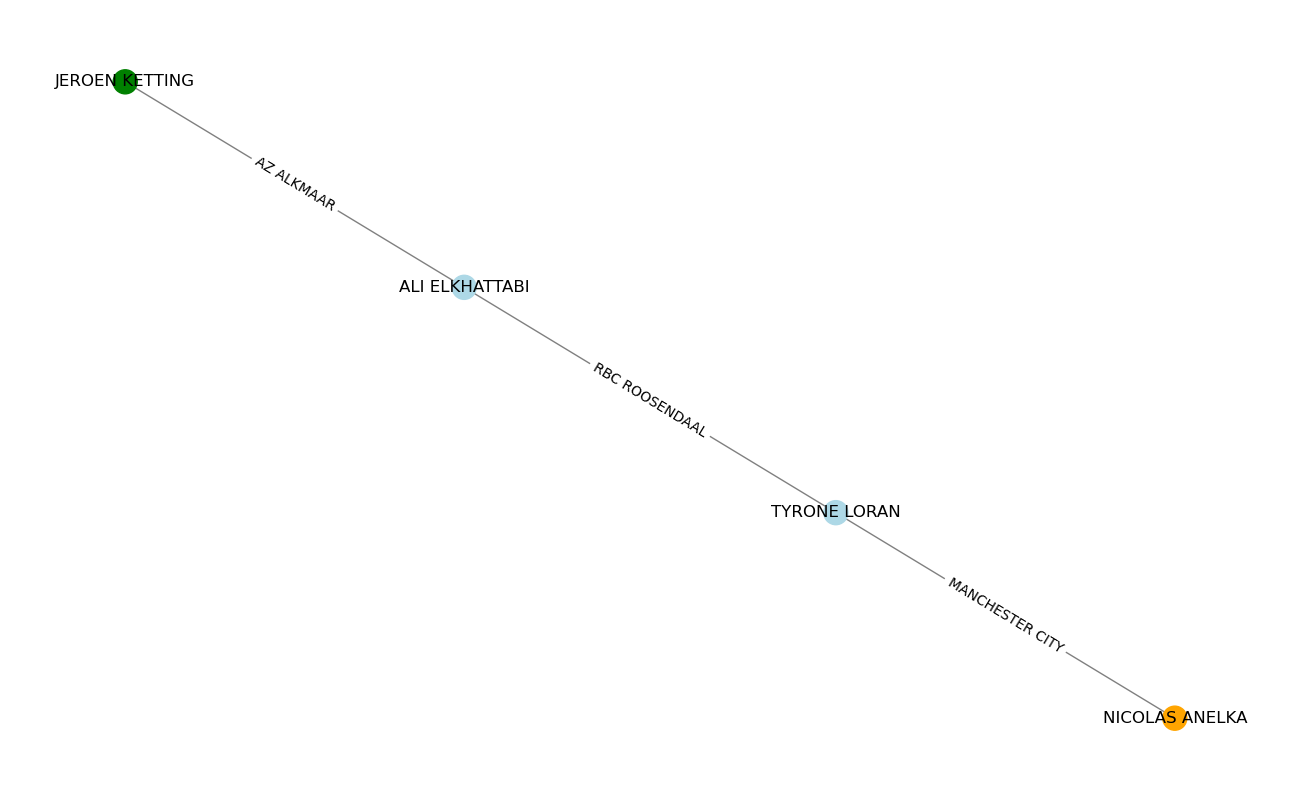 JEROEN KETTING
AZ ALKMAAR
ALI ELKHATTABI
RBC ROOSENDAAL
TYRONE LORAN
MANCHESTER CITY
NICOLAS ANELKA